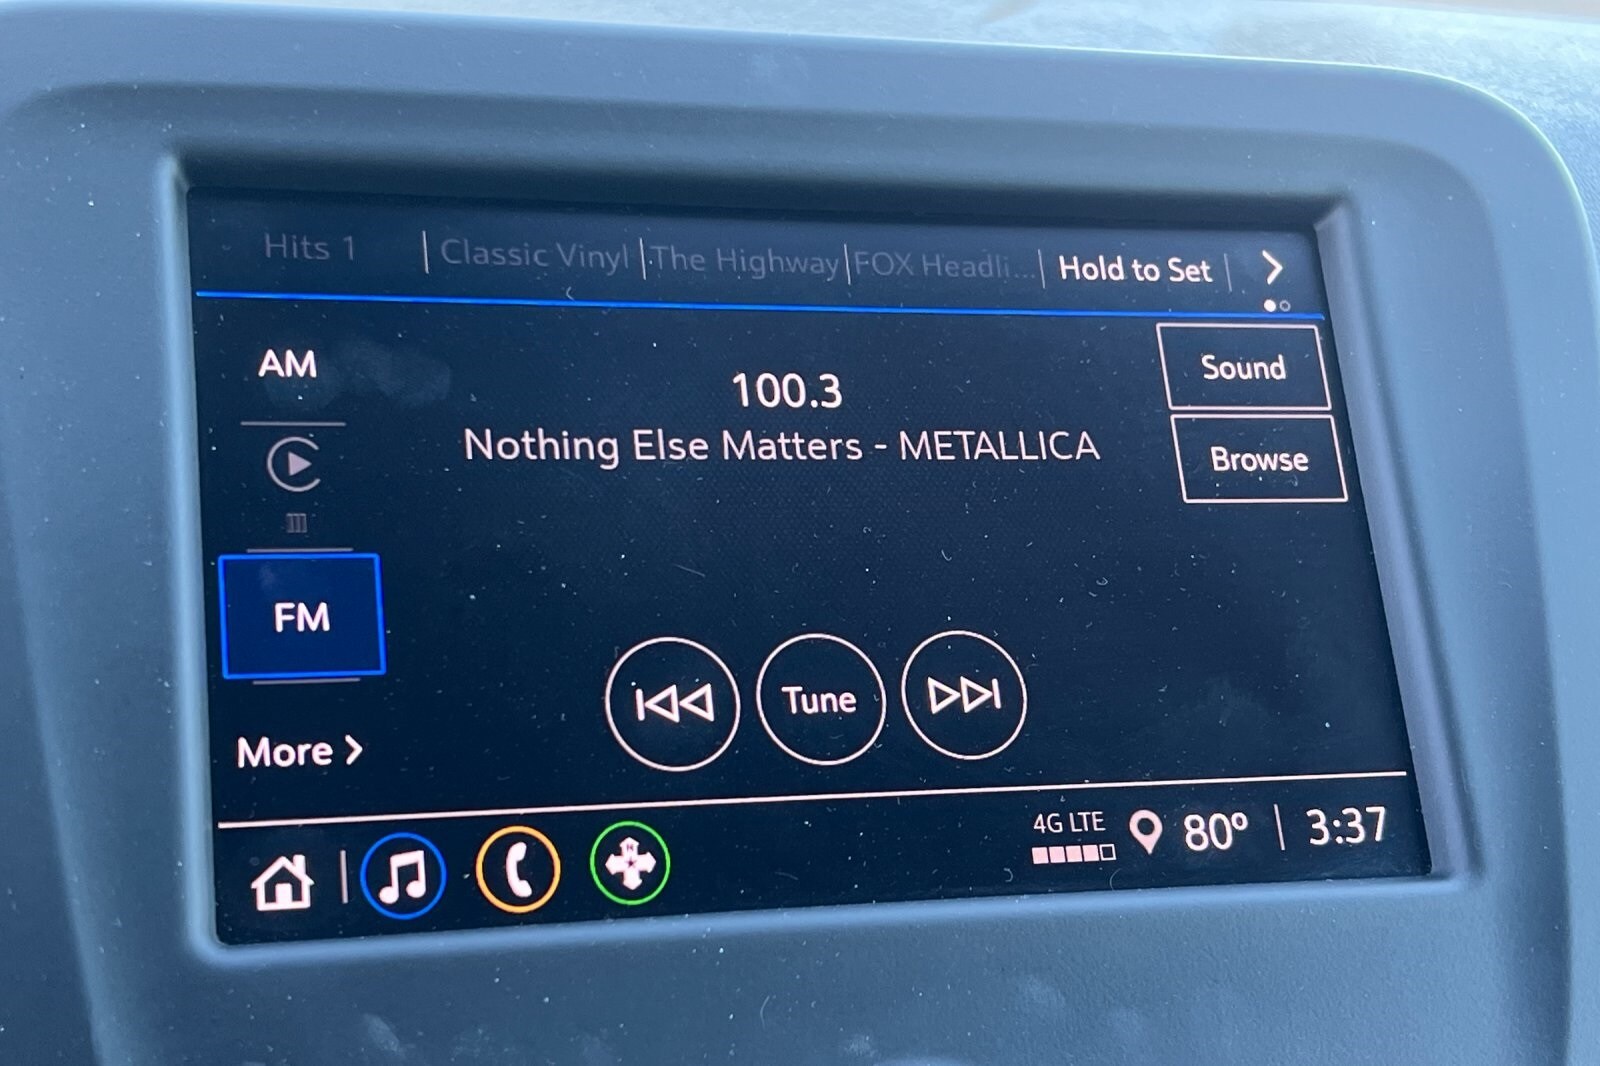 Hits 1 Classic Vinyl The Highway FOX Headli... Hold to Set
AM
100.3
Nothing Else Matters - METALLICA
Sound
Browse
FM
Tune
More
4G LTE
80° 3:37
N